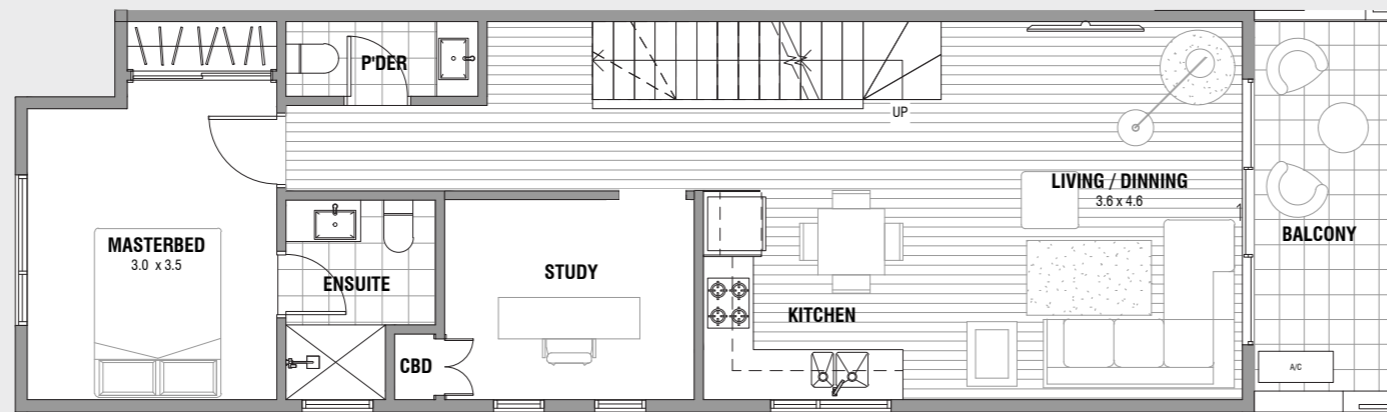 P'DER
UP
LIVING / DINNING
3.6 x 4.6
MASTERBED
3.0 x 3.5
BALCONY
STUDY
ENSUITE
KITCHEN
CBD
A/C